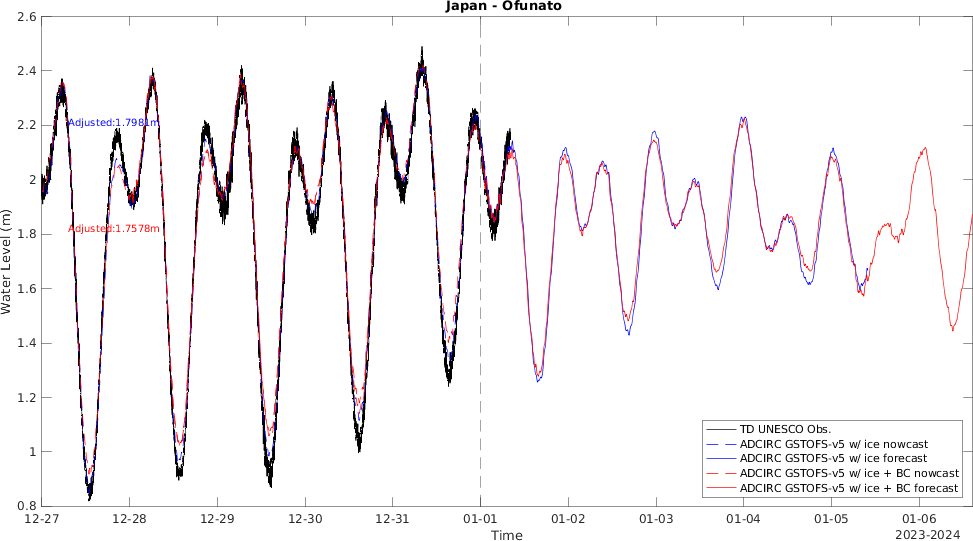 Japan - Ofunato
Water Level (m)
2.6
2.4
2.2
2
1.8
1.6
1.4
1.2
1
0.8
Adjusted:1.7981m
Adjusted:1.7578m
TD UNESCO Obs.
ADCIRC GSTOFS-v5 w/ ice nowcast
ADCIRC GSTOFS-v5 w/ ice forecast
ADCIRC GSTOFS-v5 w/ ice + BC nowcast
ADCIRC GSTOFS-v5 w/ ice + BC forecast
12-27 12-28 12-29 12-30 12-31 01-01 01-02 01-03 01-04 01-05 01-06
Time
2023-2024